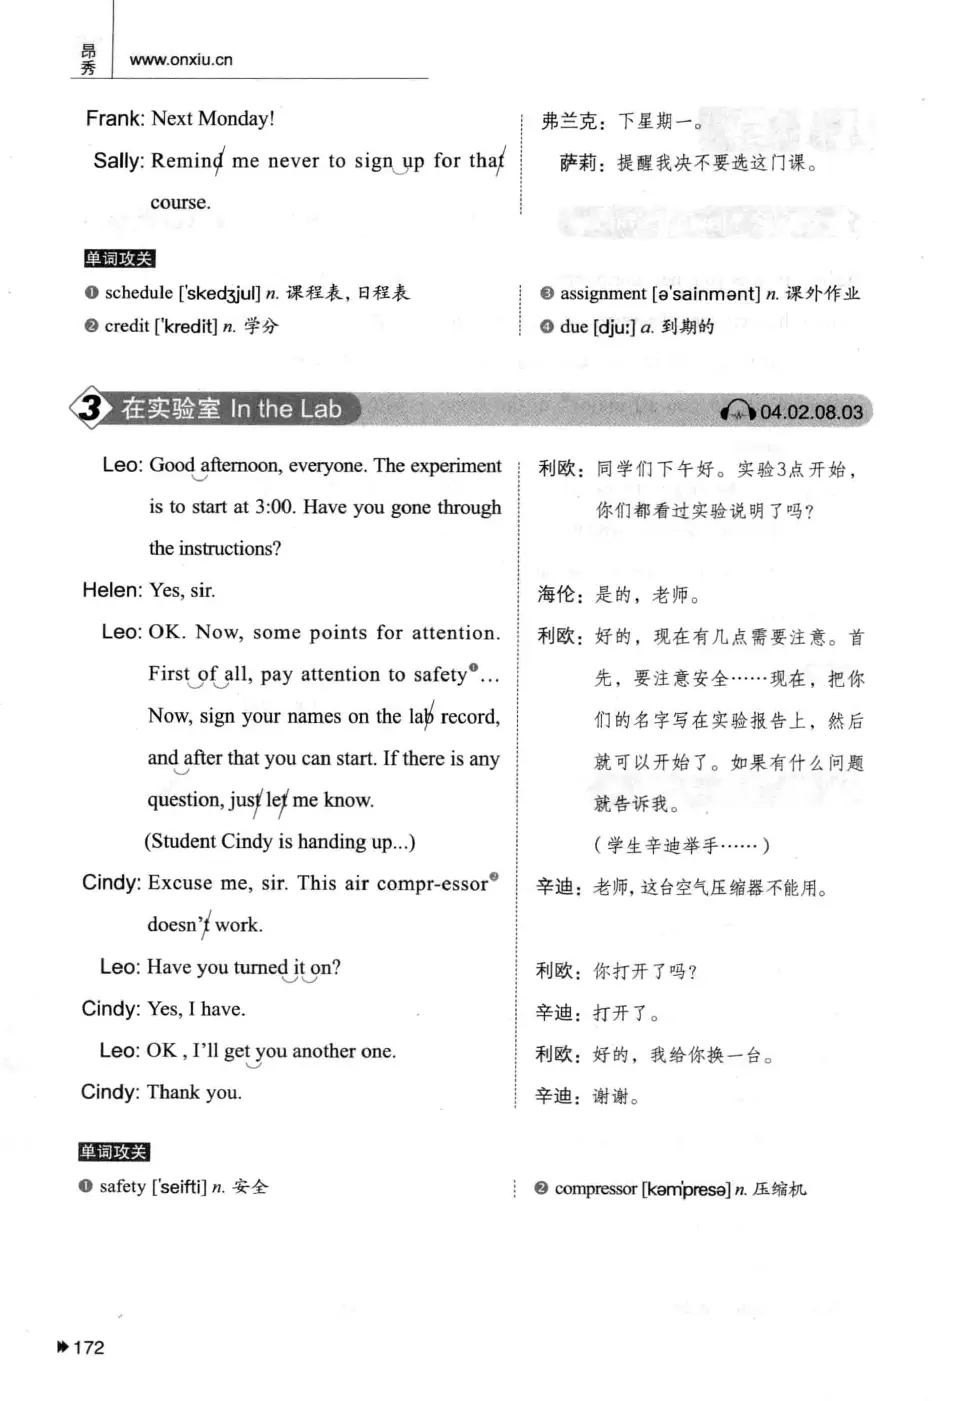 昂秀
www.onxiu.cn
Frank: Next Monday!
Sally: Remind me never to sign up for that
course.
弗兰克：下星期一。
萨莉：提醒我决不要选这门课。
单词攻关
❶ schedule ['skedʒjul] n. 课程表, 日程表
❷ credit ['kredit] n. 学分
❸ assignment [ə'sainmənt] n. 课外作业
❹ due [dju:] a. 到期的
3 在实验室 In the Lab
04.02.08.03
Leo: Good afternoon, everyone. The experiment
is to start at 3:00. Have you gone through
the instructions?
Helen: Yes, sir.
Leo: OK. Now, some points for attention.
First of all, pay attention to safety❶...
Now, sign your names on the lab record,
and after that you can start. If there is any
question, just let me know.
(Student Cindy is handing up...)
Cindy: Excuse me, sir. This air compr-essor❷
doesn't work.
Leo: Have you turned it on?
Cindy: Yes, I have.
Leo: OK , I'll get you another one.
Cindy: Thank you.
利欧：同学们下午好。实验3点开始，
你们都看过实验说明了吗？
海伦：是的，老师。
利欧：好的，现在有几点需要注意。首
先，要注意安全……现在，把你
们的名字写在实验报告上，然后
就可以开始了。如果有什么问题
就告诉我。
（学生辛迪举手……）
辛迪：老师，这台空气压缩器不能用。
利欧：你打开了吗？
辛迪：打开了。
利欧：好的，我给你换一台。
辛迪：谢谢。
单词攻关
❶ safety ['seifti] n. 安全
❷ compressor [kəm'presə] n. 压缩机
172